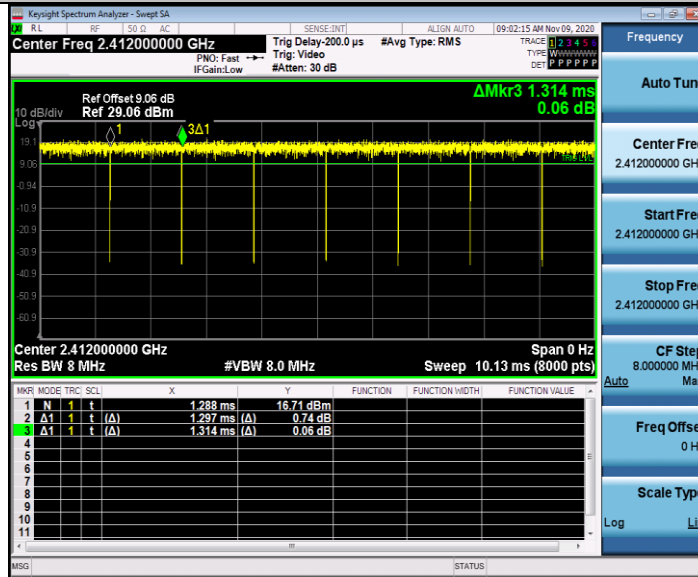 Keysight Spectrum Analyzer - Swept SA
RL RF 50 Ω AC SENSE:INT ALIGN AUTO 09:02:15 AM Nov 09, 2020
Center Freq 2.412000000 GHz
PNO: Fast
IFGain:Low
Trig Delay-200.0 µs
Trig: Video
#Atten: 30 dB
#Avg Type: RMS
TRACE 1 2 3 4 5 6
TYPE WWWWWW
DET P P P P P P
ΔMkr3 1.314 ms
0.06 dB
Ref Offset 9.06 dB
10 dB/div Ref 29.06 dBm
Log
1
3Δ1
19.1
9.06
-0.94
-10.9
-20.9
-30.9
-40.9
-50.9
-60.9
Center 2.412000000 GHz Span 0 Hz
Res BW 8 MHz #VBW 8.0 MHz Sweep 10.13 ms (8000 pts)
MKR MODE TRC SCL X Y FUNCTION FUNCTION WIDTH FUNCTION VALUE
1 N 1 t 1.288 ms 16.71 dBm
2 Δ1 1 t (Δ) 1.297 ms (Δ) 0.74 dB
3 Δ1 1 t (Δ) 1.314 ms (Δ) 0.06 dB
4
5
6
7
8
9
10
11
MSG STATUS
Frequency
Auto Tun
Center Fre
2.412000000 GH
Start Fre
2.412000000 GH
Stop Fre
2.412000000 GH
CF Step
8.000000 MH
Auto Ma
Freq Offse
0 H
Scale Type
Log Li